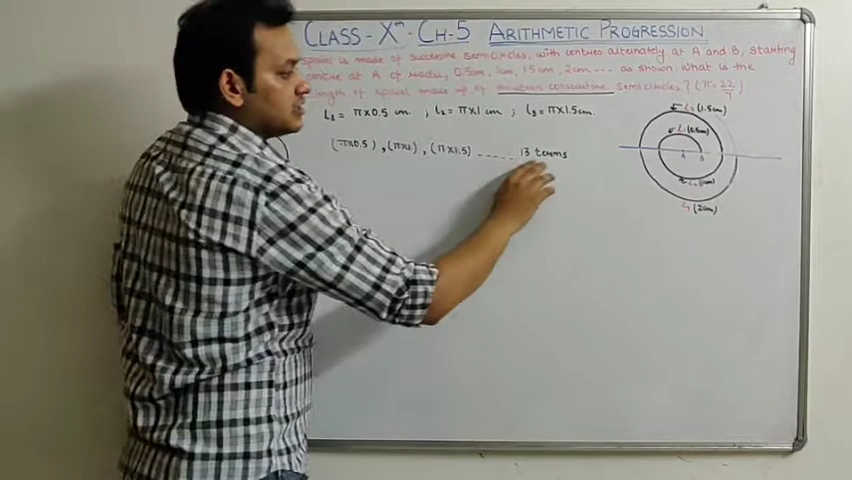 CLASS-Xth-CH-5 ARITHMETIC PROGRESSION
spiral is made of successive semicircles, with centres alternately at A and B, starting
centre at A of radius, 0.5cm, 1cm, 1.5cm, 2cm ... as shown. What is the
length of spiral made up of thirteen consecutive semicircles? (π=22/7)
l₁ = π×0.5 cm ; l₂ = π×1 cm ; l₃ = π×1.5cm.
(π×0.5), (π×1), (π×1.5) ..... 13 terms
l₃ (1.5cm)
l₁ (0.5cm)
A B
l₂ (1cm)
l₄ (2cm)